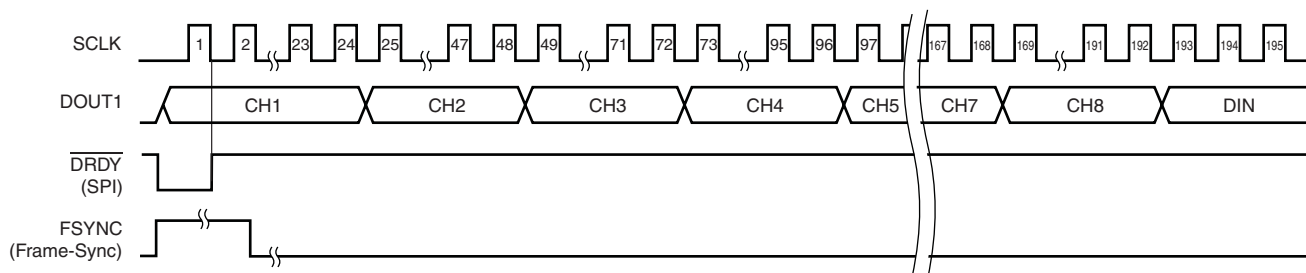 SCLK 1 2 23 24 25 47 48 49 71 72 73 95 96 97 167 168 169 191 192 193 194 195
DOUT1 CH1 CH2 CH3 CH4 CH5 CH7 CH8 DIN
DRDY
(SPI)
FSYNC
(Frame-Sync)